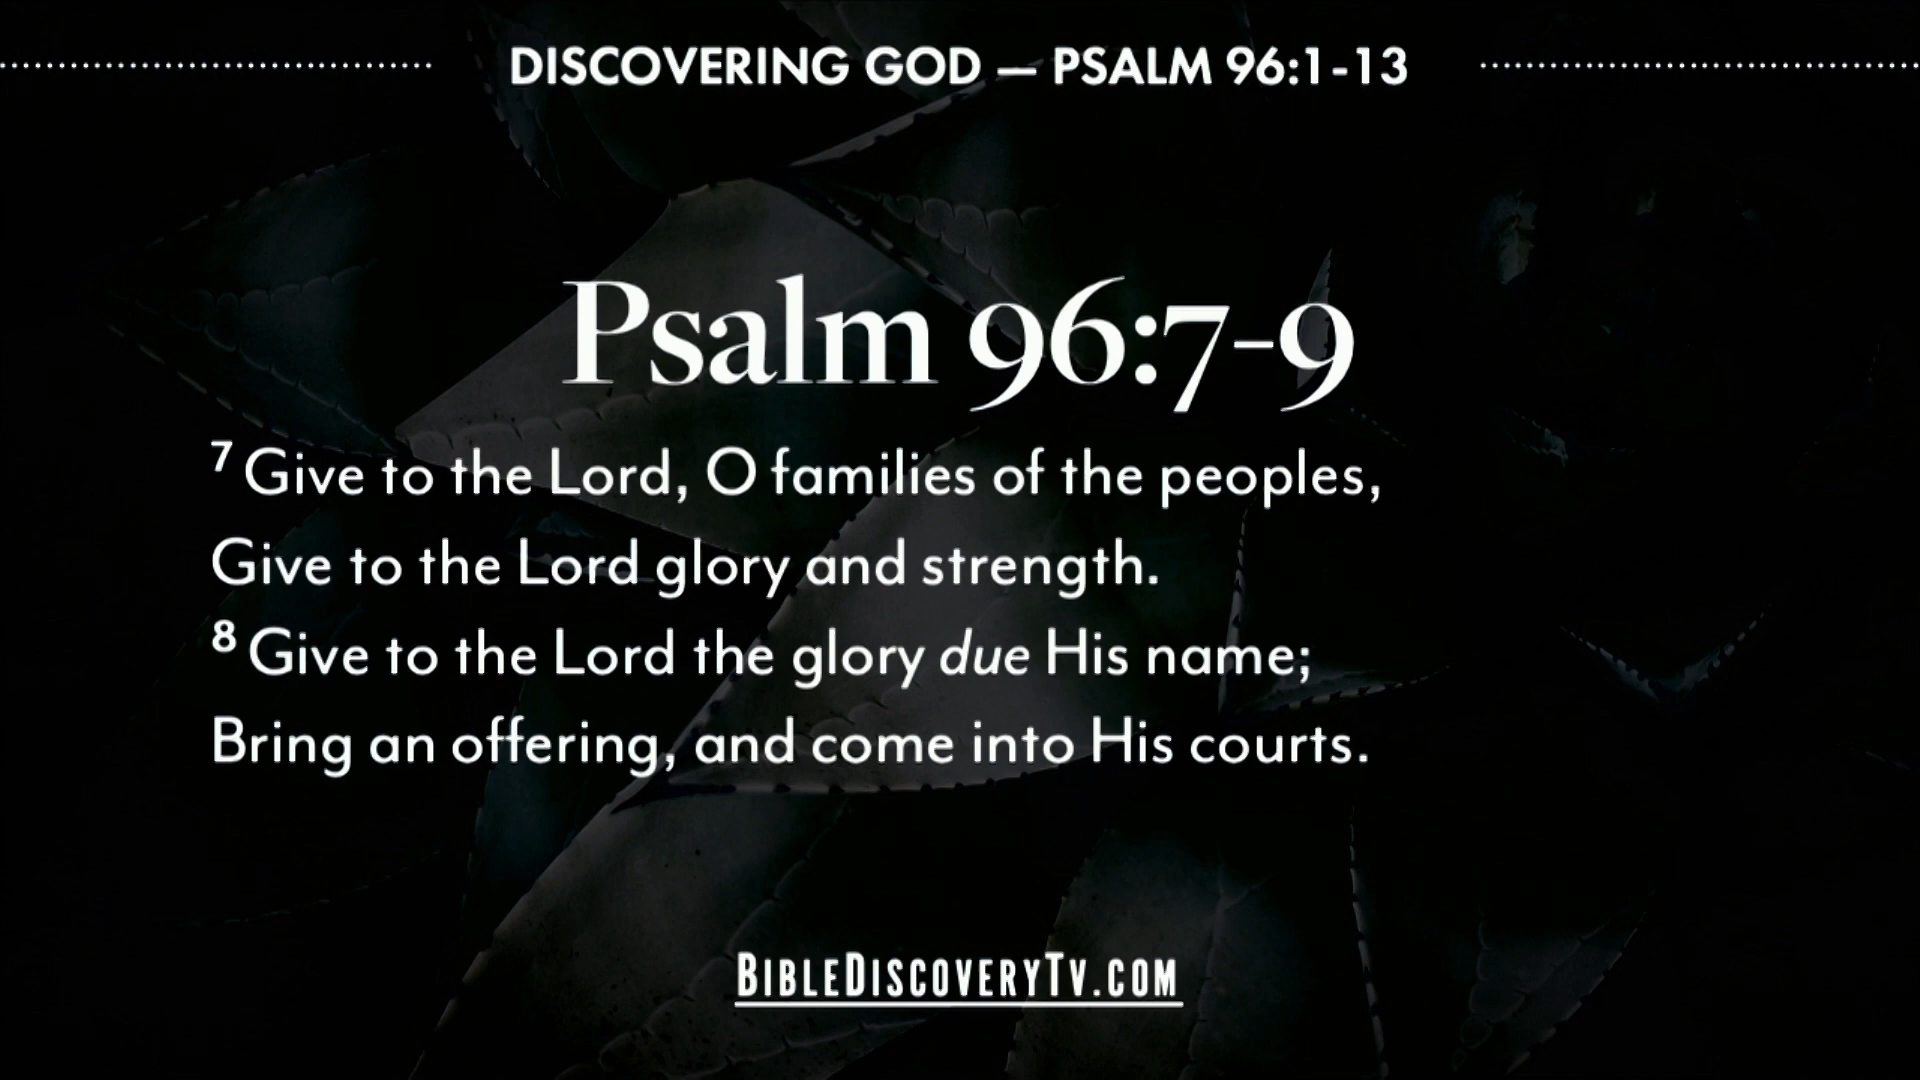 DISCOVERING GOD — PSALM 96:1-13
Psalm 96:7-9
7 Give to the Lord, O families of the peoples,
Give to the Lord glory and strength.
8 Give to the Lord the glory due His name;
Bring an offering, and come into His courts.
BIBLEDISCOVERYTV.COM